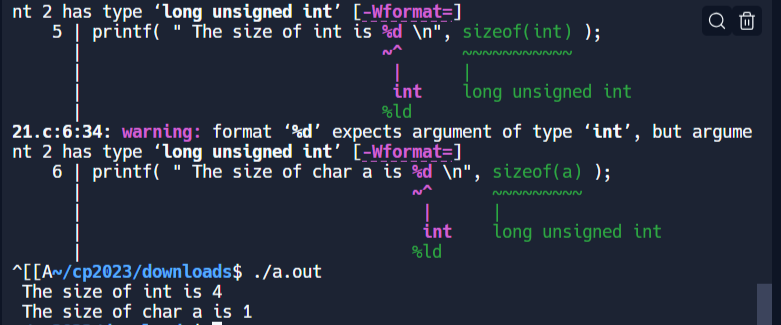 nt 2 has type ‘long unsigned int’ [-Wformat=]
5 | printf( " The size of int is %d \n", sizeof(int) );
| ~^ ~~~~~~~~~~~
| | |
| int long unsigned int
| %ld
21.c:6:34: warning: format ‘%d’ expects argument of type ‘int’, but argume
nt 2 has type ‘long unsigned int’ [-Wformat=]
6 | printf( " The size of char a is %d \n", sizeof(a) );
| ~^ ~~~~~~~~~
| | |
| int long unsigned int
| %ld
^[[A~/cp2023/downloads$ ./a.out
The size of int is 4
The size of char a is 1